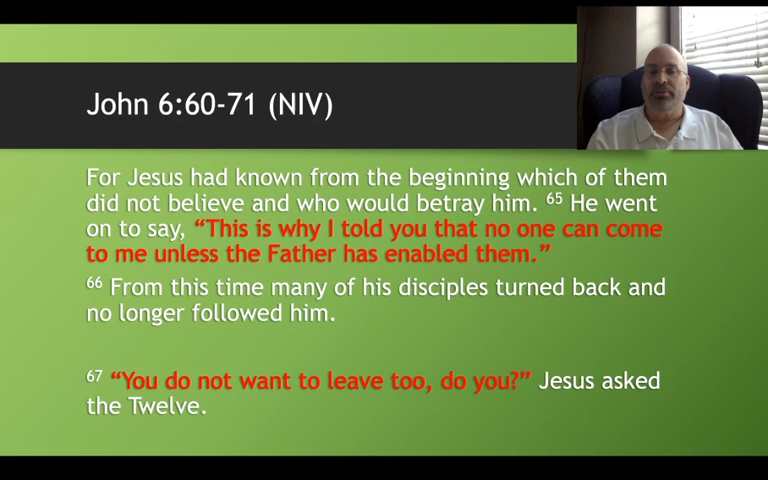 John 6:60-71 (NIV)
For Jesus had known from the beginning which of them
did not believe and who would betray him. 65 He went
on to say, “This is why I told you that no one can come
to me unless the Father has enabled them.”
66 From this time many of his disciples turned back and
no longer followed him.
67 “You do not want to leave too, do you?” Jesus asked
the Twelve.